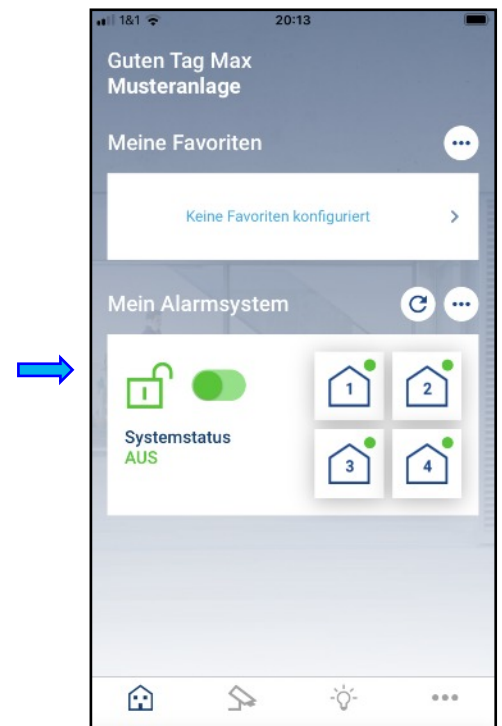 1&1 20:13
Guten Tag Max
Musteranlage
Meine Favoriten
Keine Favoriten konfiguriert
Mein Alarmsystem
1 2
Systemstatus
AUS
3 4